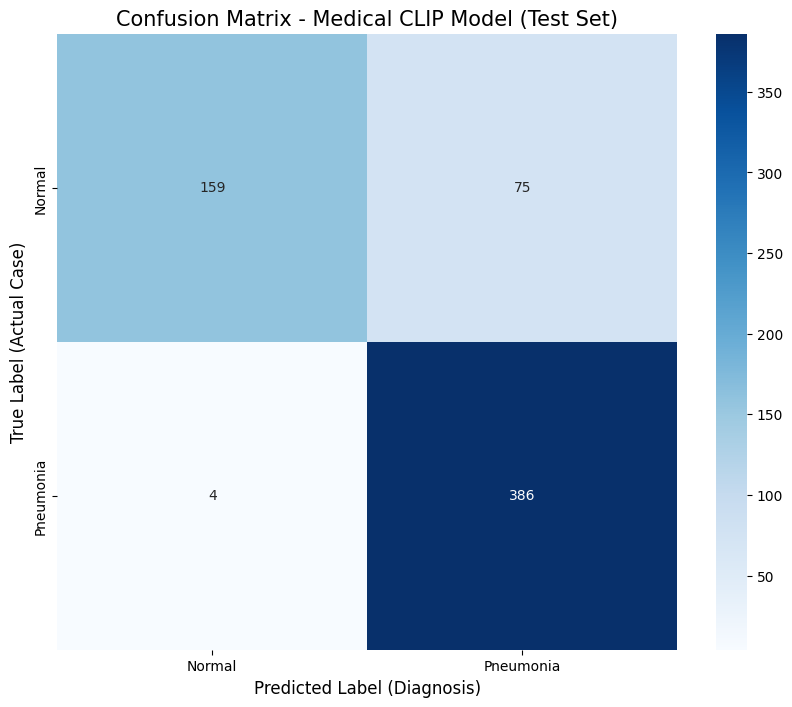 Confusion Matrix - Medical CLIP Model (Test Set)
True Label (Actual Case)
Normal
Pneumonia
159
75
4
386
Normal
Pneumonia
Predicted Label (Diagnosis)
350
300
250
200
150
100
50